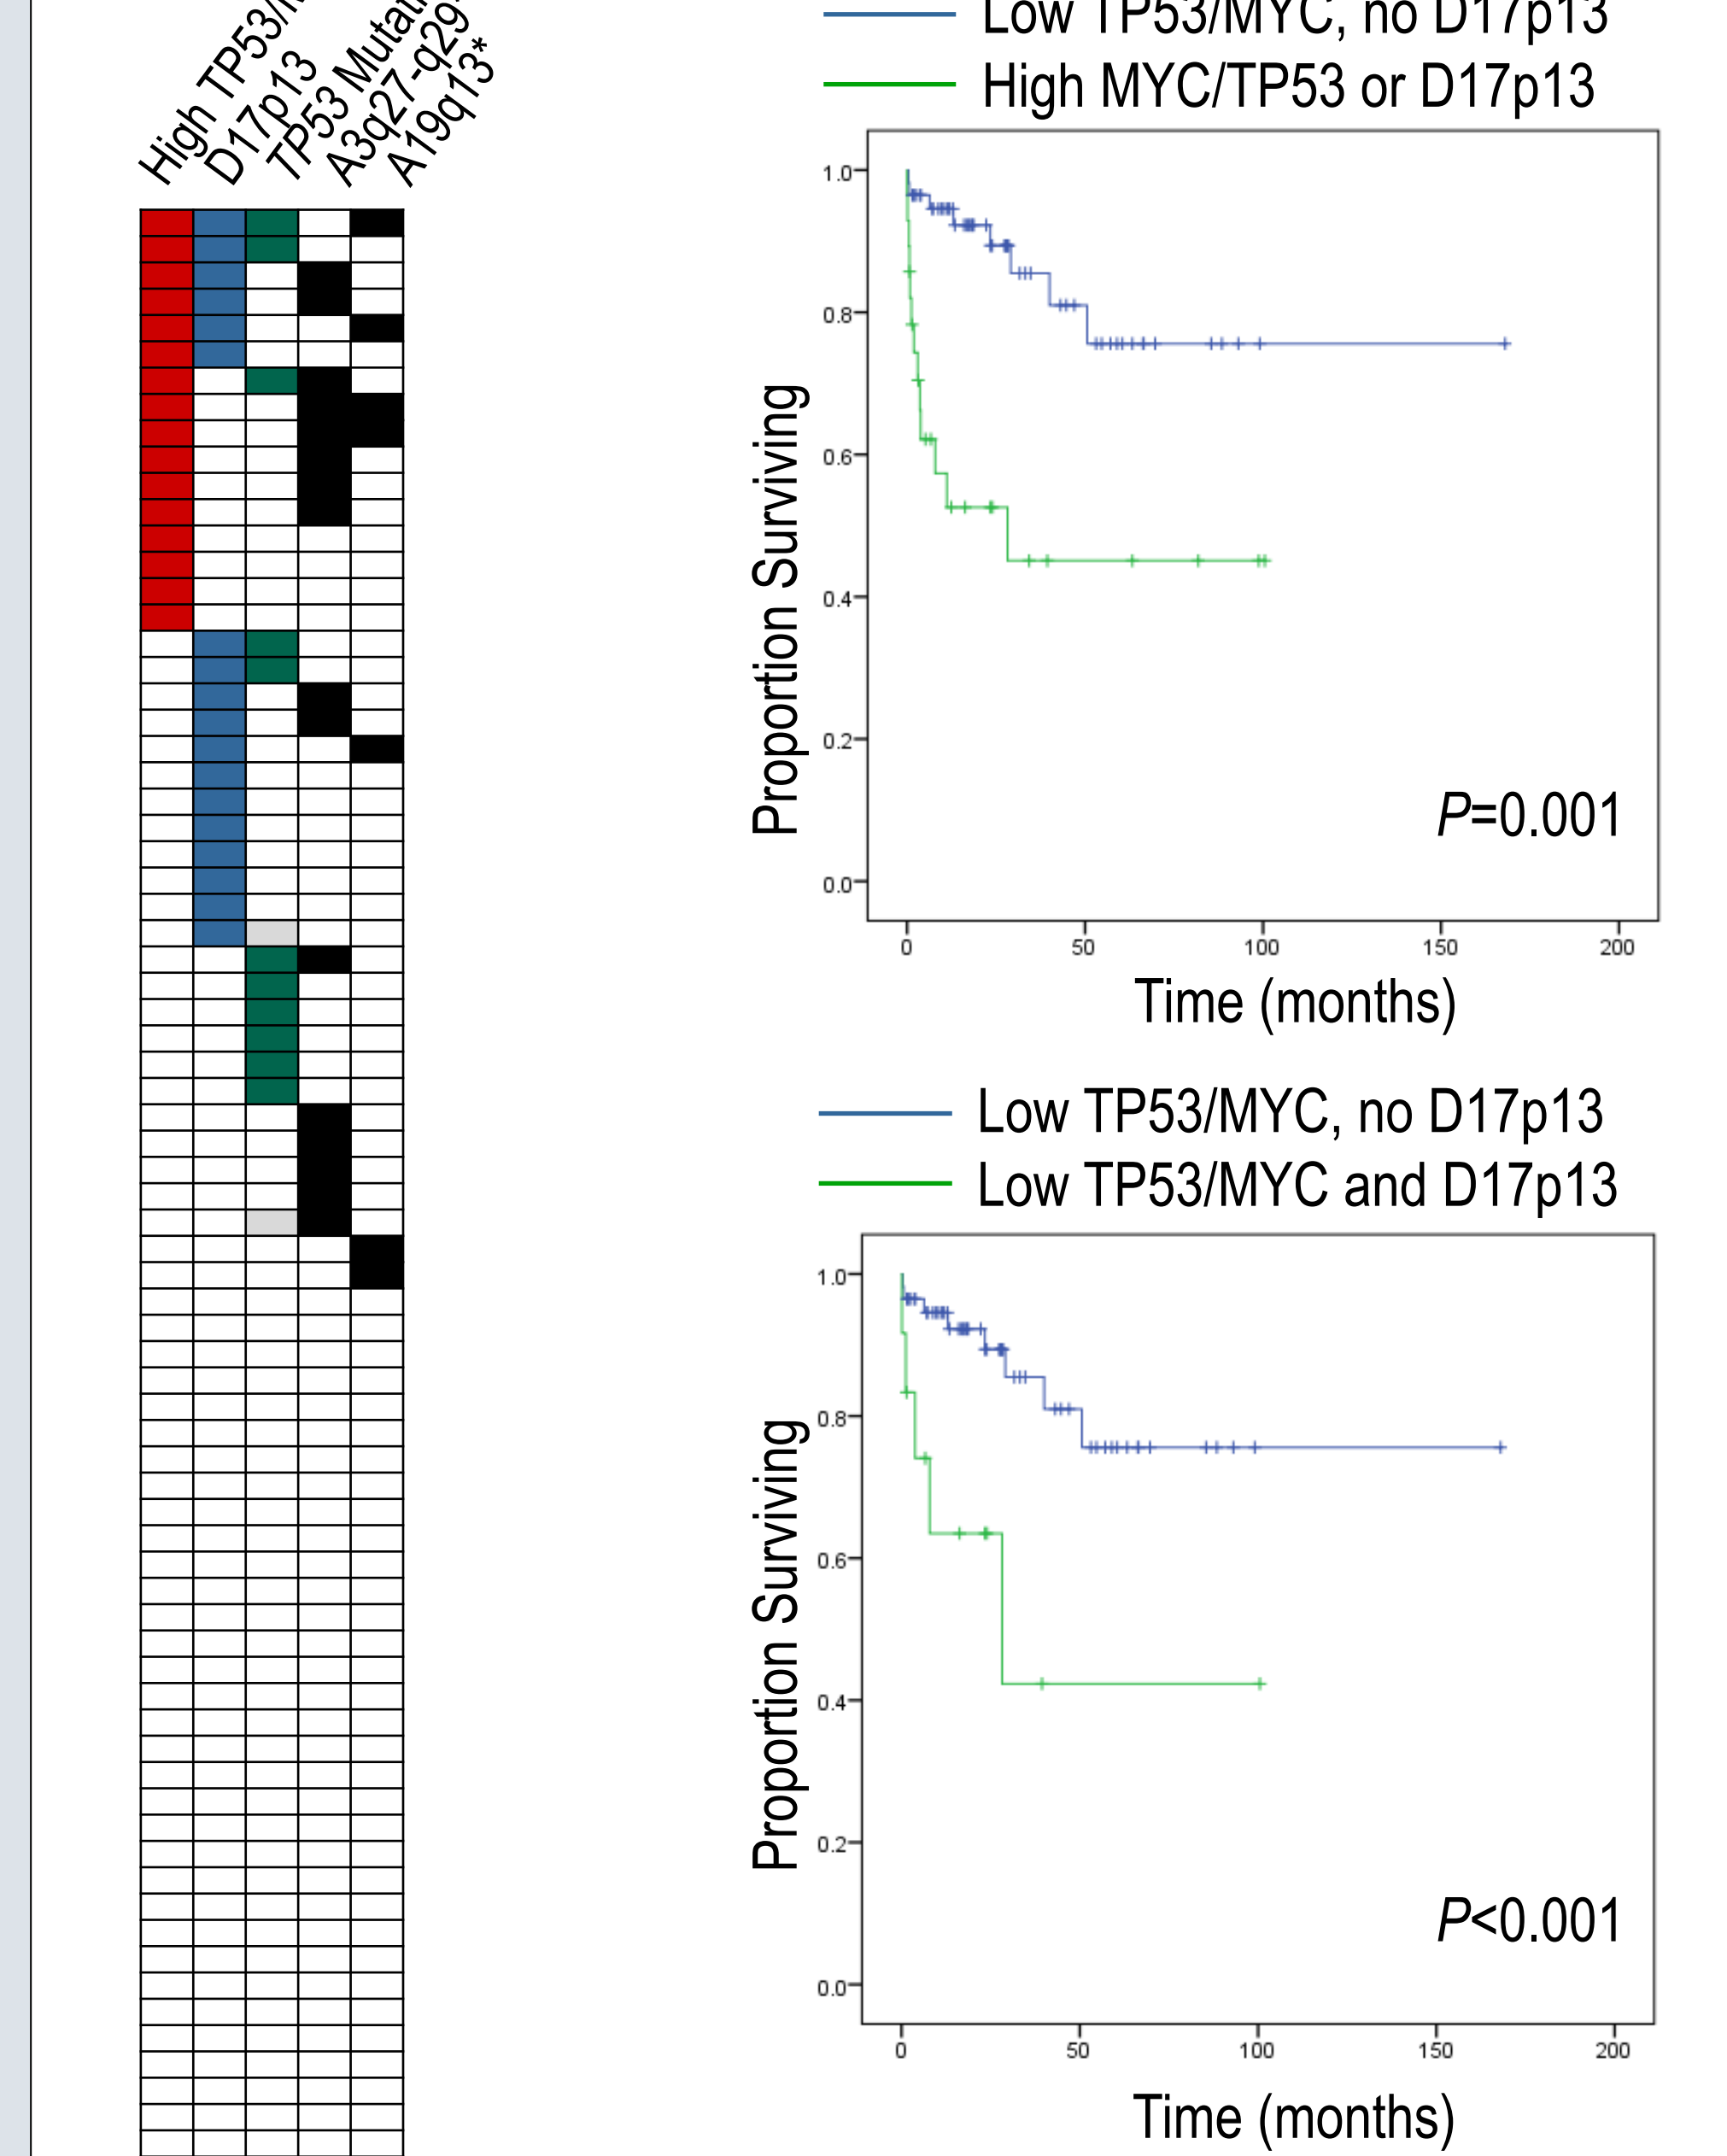 High TP53/
D17p13
TP53
A3q27-q29
A19q13*
Low TP53/MYC, no D17p13
High MYC/TP53 or D17p13
1.0
0.8
0.6
0.4
0.2
0.0
Proportion Surviving
P=0.001
0 50 100 150 200
Time (months)
Low TP53/MYC, no D17p13
Low TP53/MYC and D17p13
1.0
0.8
0.6
0.4
0.2
0.0
Proportion Surviving
P<0.001
0 50 100 150 200
Time (months)